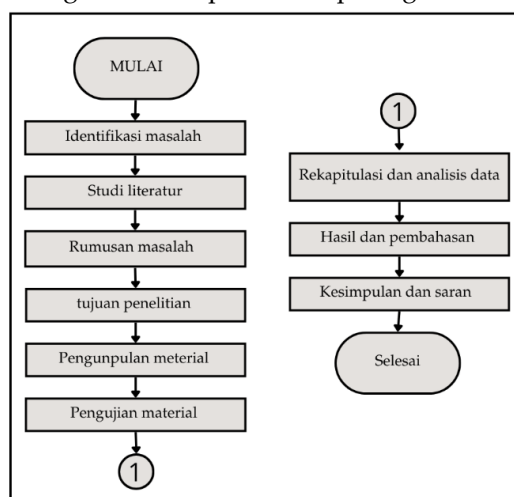 MULAI
Identifikasi masalah
Studi literatur
Rumusan masalah
tujuan penelitian
Pengunpulan meterial
Pengujian material
1
1
Rekapitulasi dan analisis data
Hasil dan pembahasan
Kesimpulan dan saran
Selesai